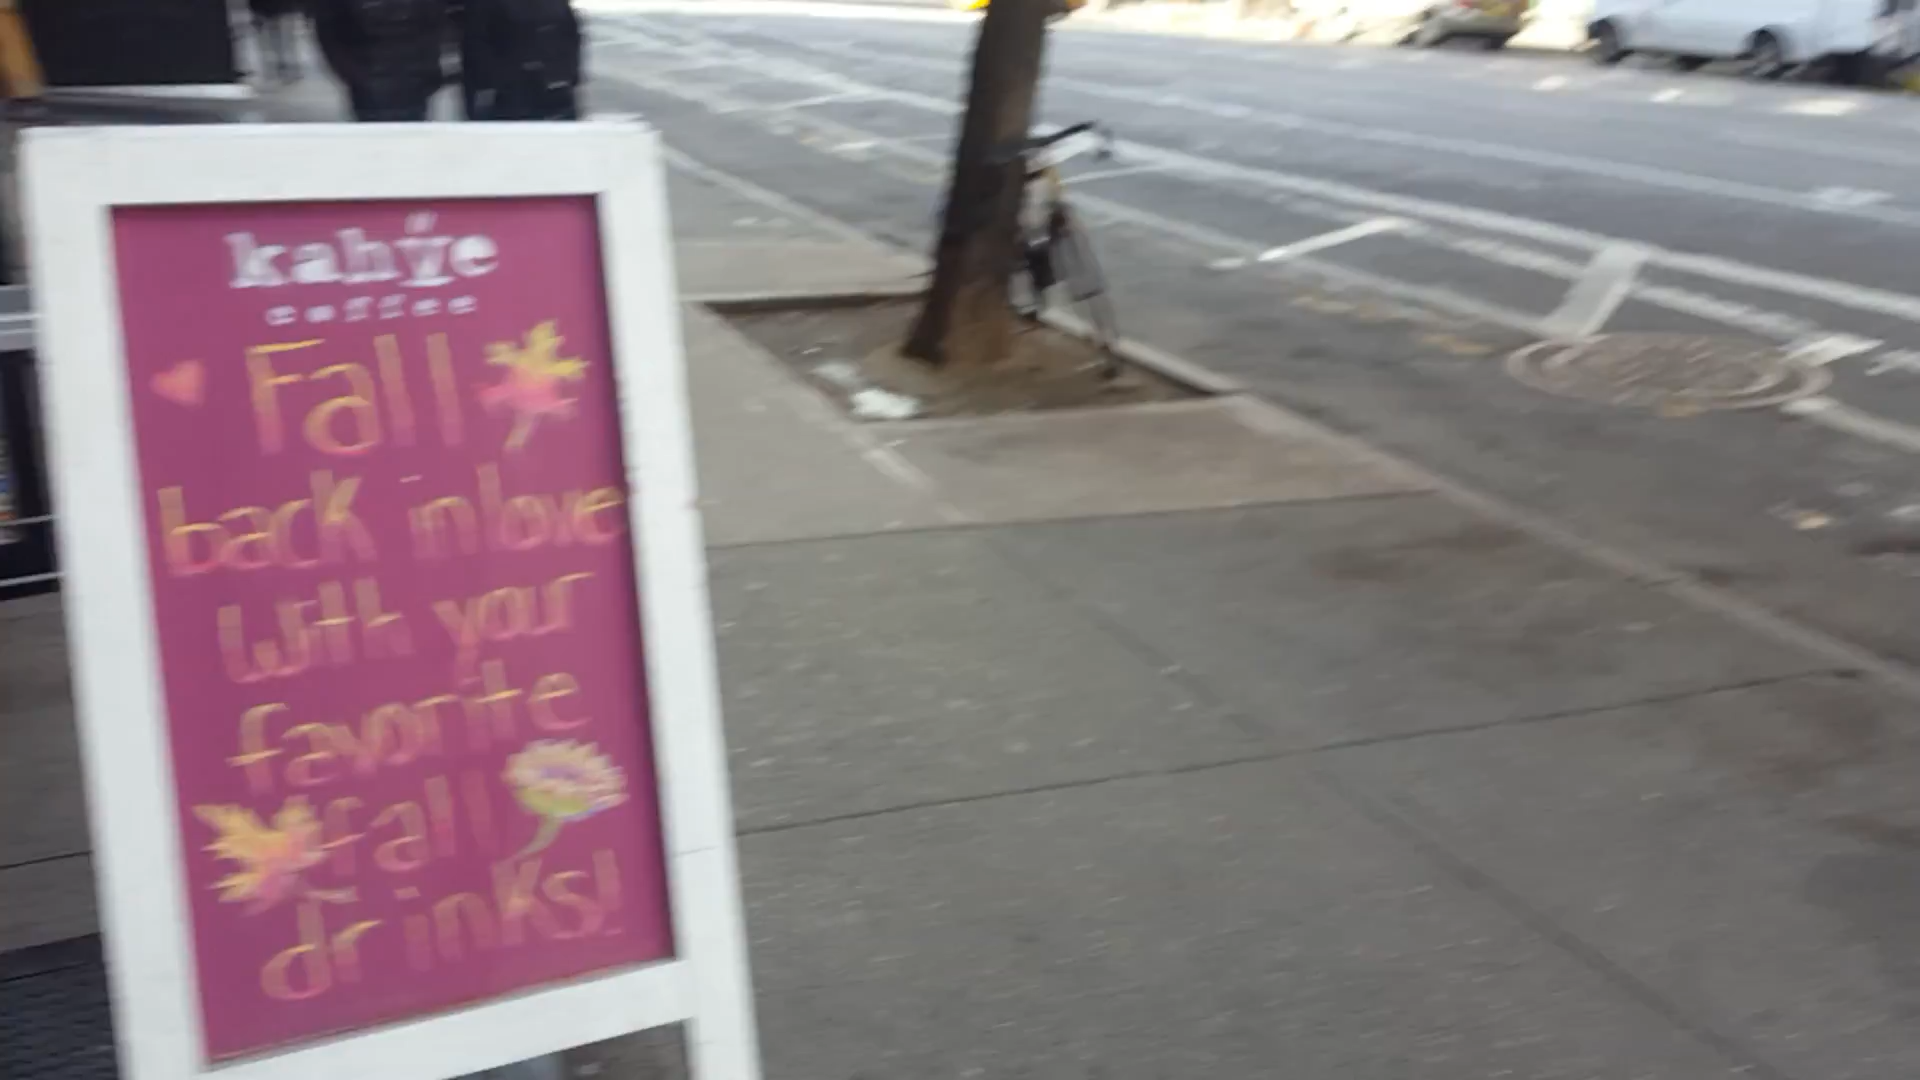 kahve
coffee
Fall
back in love
with your
favorite
fall
drinks!